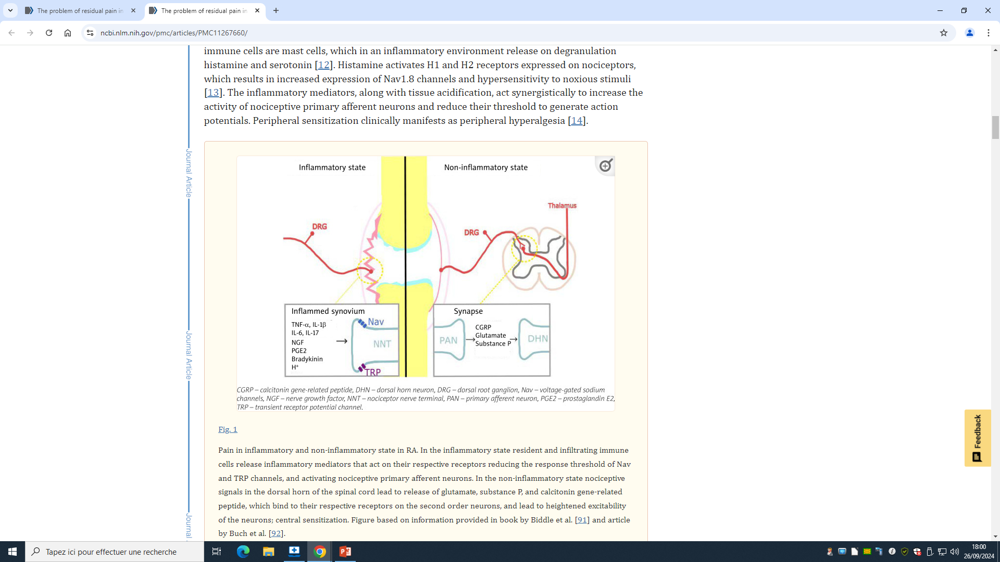 The problem of residual pain in
The problem of residual pain in
ncbi.nlm.nih.gov/pmc/articles/PMC11267660/
immune cells are mast cells, which in an inflammatory environment release on degranulation
histamine and serotonin [12]. Histamine activates H1 and H2 receptors expressed on nociceptors,
which results in increased expression of Nav1.8 channels and hypersensitivity to noxious stimuli
[13]. The inflammatory mediators, along with tissue acidification, act synergistically to increase the
activity of nociceptive primary afferent neurons and reduce their threshold to generate action
potentials. Peripheral sensitization clinically manifests as peripheral hyperalgesia [14].
Journal Article
Journal Article
Journal
Inflammatory state
Non-inflammatory state
Thalamus
DRG
DRG
Inflammed synovium
TNF-α, IL-1β
IL-6, IL-17
NGF
PGE2
Bradykinin
H⁺
Nav
NNT
TRP
Synapse
PAN
CGRP
Glutamate
Substance P
DHN
CGRP – calcitonin gene-related peptide, DHN – dorsal horn neuron, DRG – dorsal root ganglion, Nav – voltage-gated sodium
channels, NGF – nerve growth factor, NNT – nociceptor nerve terminal, PAN – primary afferent neuron, PGE2 – prostaglandin E2,
TRP – transient receptor potential channel.
Fig. 1
Pain in inflammatory and non-inflammatory state in RA. In the inflammatory state resident and infiltrating immune
cells release inflammatory mediators that act on their respective receptors reducing the response threshold of Nav
and TRP channels, and activating nociceptive primary afferent neurons. In the non-inflammatory state nociceptive
signals in the dorsal horn of the spinal cord lead to release of glutamate, substance P, and calcitonin gene-related
peptide, which bind to their respective receptors on the second order neurons, and lead to heightened excitability
of the neurons; central sensitization. Figure based on information provided in book by Biddle et al. [91] and article
by Buch et al. [92].
Feedback
Tapez ici pour effectuer une recherche
18:00
26/09/2024